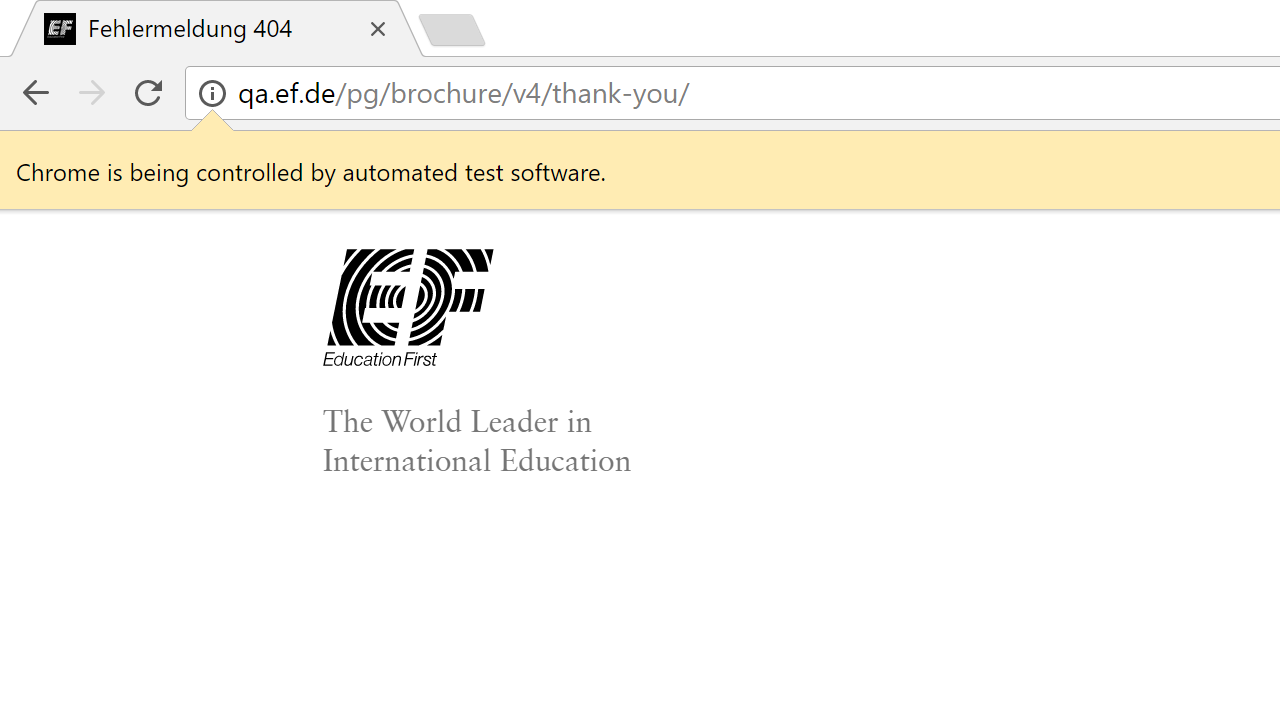 EF Fehlermeldung 404
qa.ef.de/pg/brochure/v4/thank-you/
Chrome is being controlled by automated test software.
EF
Education First
The World Leader in
International Education